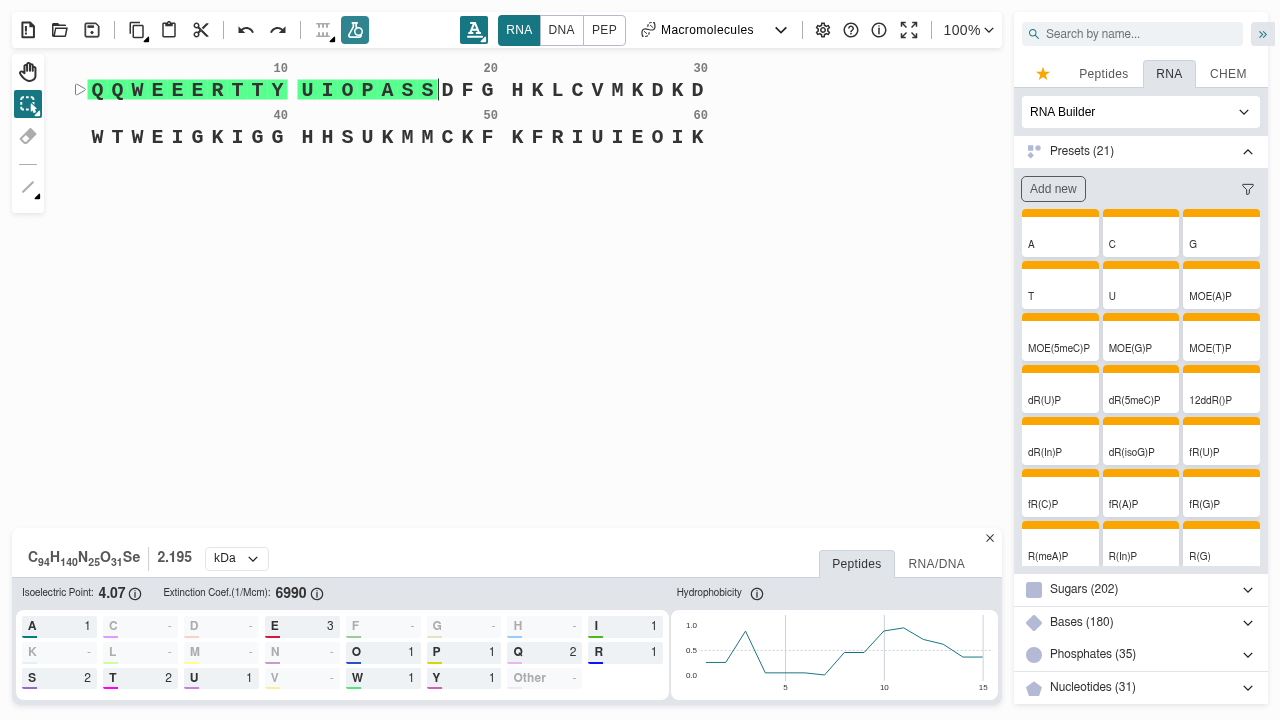 RNA DNA PEP Macromolecules 100%
Search by name...
Peptides RNA CHEM
RNA Builder
Presets (21)
Add new
A C G
T U MOE(A)P
MOE(5meC)P MOE(G)P MOE(T)P
dR(U)P dR(5meC)P 12ddR()P
dR(In)P dR(isoG)P fR(U)P
fR(C)P fR(A)P fR(G)P
R(meA)P R(In)P R(G)
Sugars (202)
Bases (180)
Phosphates (35)
Nucleotides (31)
10 20 30
QQWEEERTTY UIOPASSDFG HKLCVMKDKD
40 50 60
WTWEIGKIGG HHSUKMMCKF KFRIUIEOIK
C94H140N25O31Se 2.195 kDa
Peptides RNA/DNA
Isoelectric Point: 4.07 Extinction Coef.(1/Mcm): 6990 Hydrophobicity
A 1 C - D - E 3 F - G - H - I 1
K - L - M - N - O 1 P 1 Q 2 R 1
S 2 T 2 U 1 V - W 1 Y 1 Other -
1.0
0.5
0.0
5 10 15